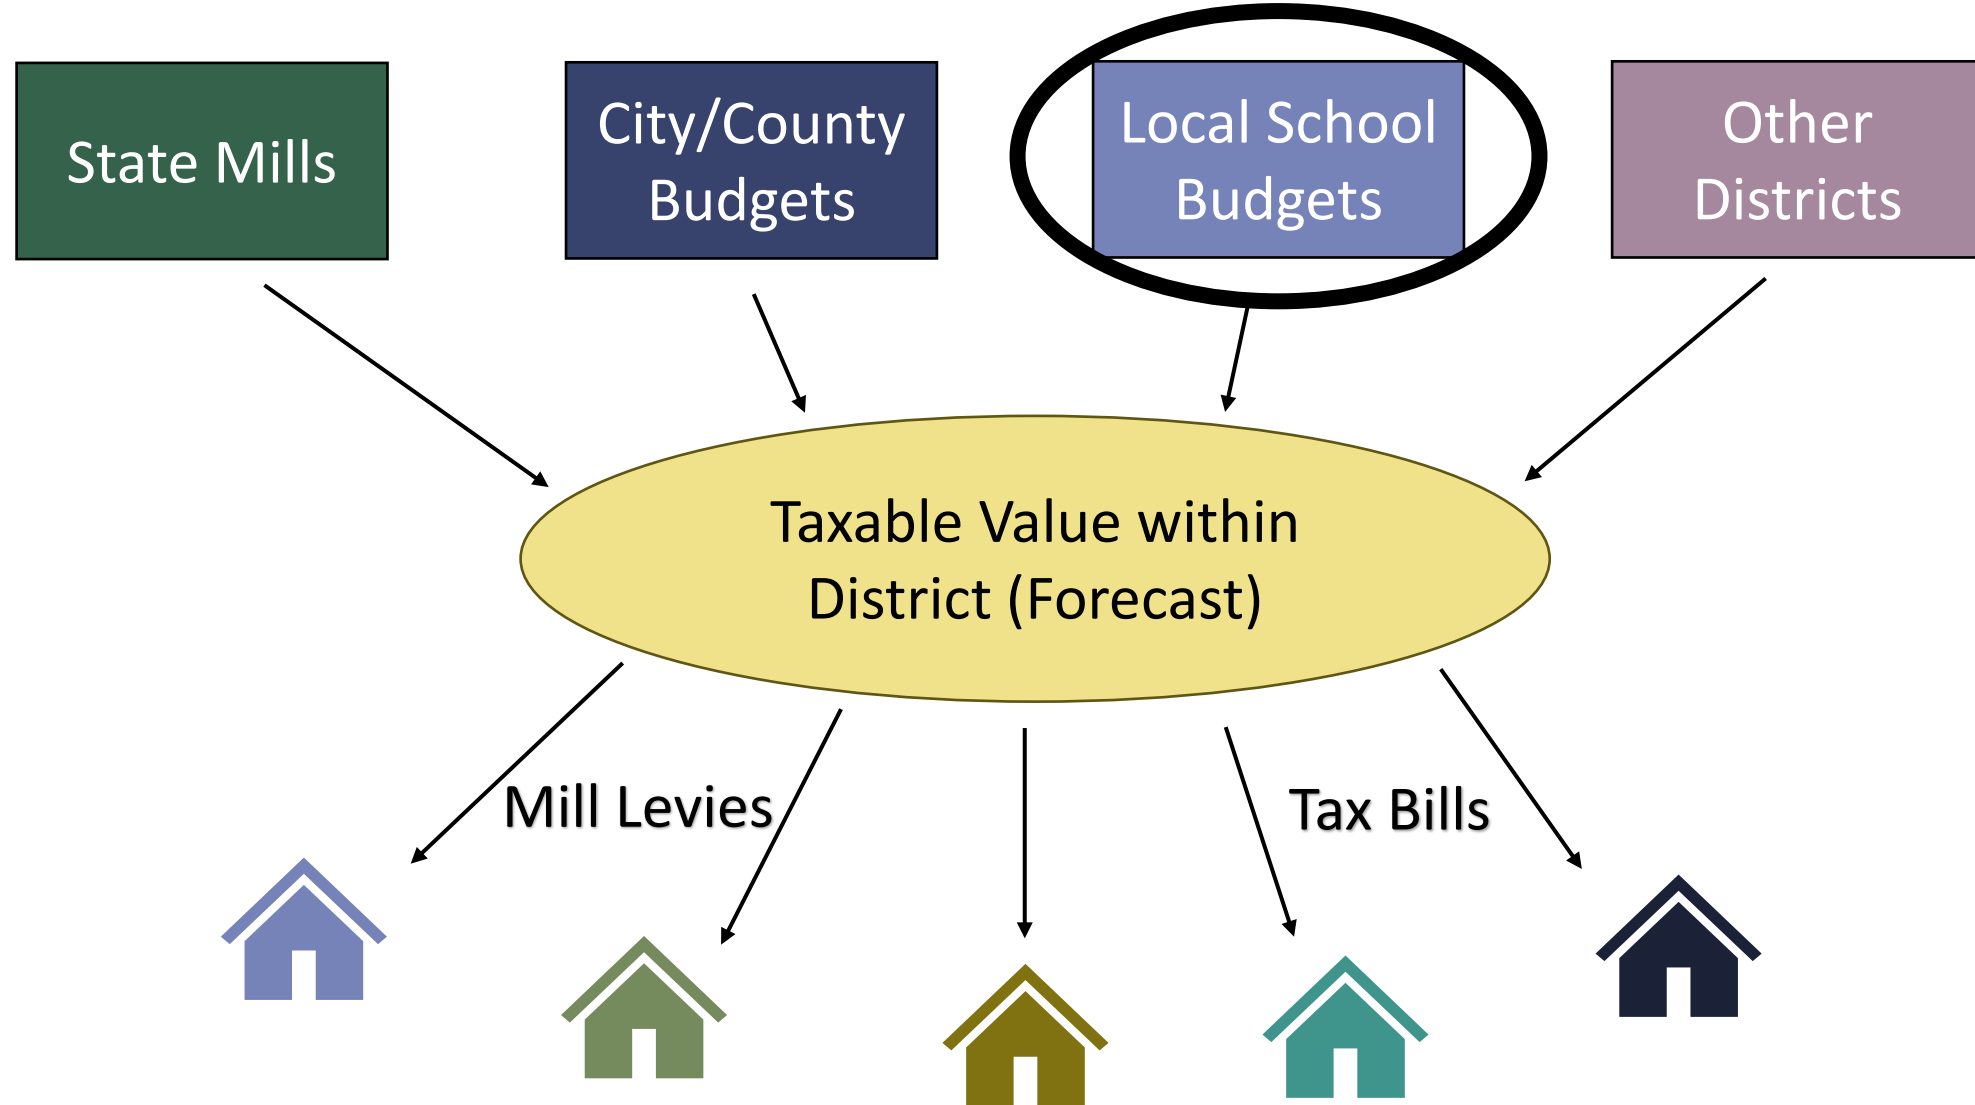 State Mills
City/County
Budgets
Local School
Budgets
Other
Districts
Taxable Value within
District (Forecast)
Mill Levies
Tax Bills